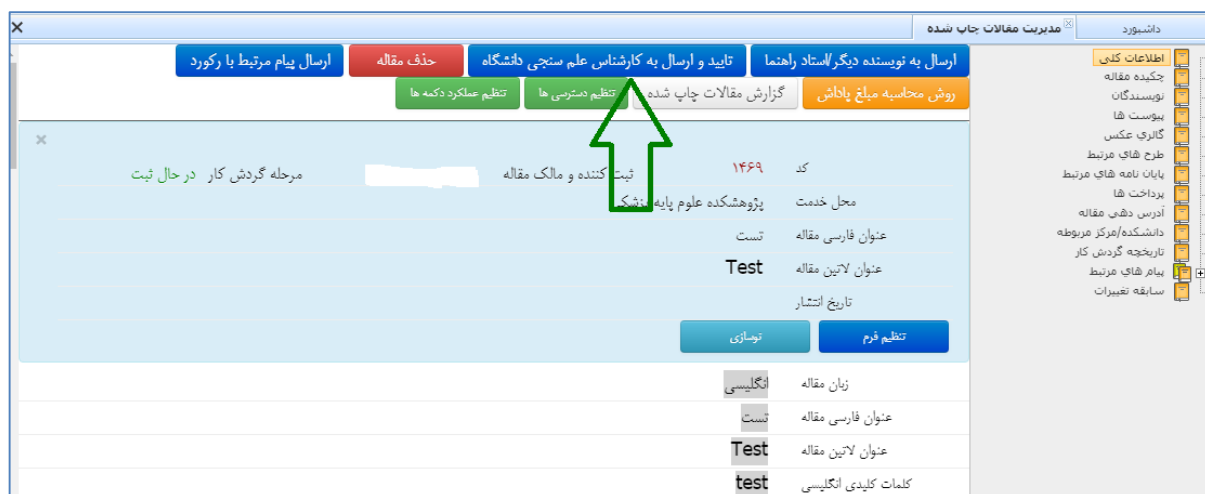 داشبورد
مدیریت مقالات چاپ شده
اطلاعات کلی
چکیده مقاله
نویسندگان
پیوست ها
گالري عکس
طرح هاي مرتبط
پایان نامه هاي مرتبط
پرداخت ها
آدرس دهی مقاله
دانشکده/مرکز مربوطه
تاریخچه گردش کار
پیام هاي مرتبط
سابقه تغییرات
ارسال به نویسنده دیگر/استاد راهنما
تایید و ارسال به کارشناس علم سنجی دانشگاه
حذف مقاله
ارسال پیام مرتبط با رکورد
روش محاسبه مبلغ پاداش
گزارش مقالات چاپ شده
تنظیم دسترسی ها
تنظیم عملکرد دکمه ها
کد ۱۴۶۹ ثبت کننده و مالک مقاله مرحله گردش کار در حال ثبت
محل خدمت پژوهشکده علوم پایه پزشکی
عنوان فارسی مقاله تست
عنوان لاتین مقاله Test
تاریخ انتشار
تنظیم فرم
نوسازی
زبان مقاله انگلیسی
عنوان فارسی مقاله تست
عنوان لاتین مقاله Test
کلمات کلیدی انگلیسی test